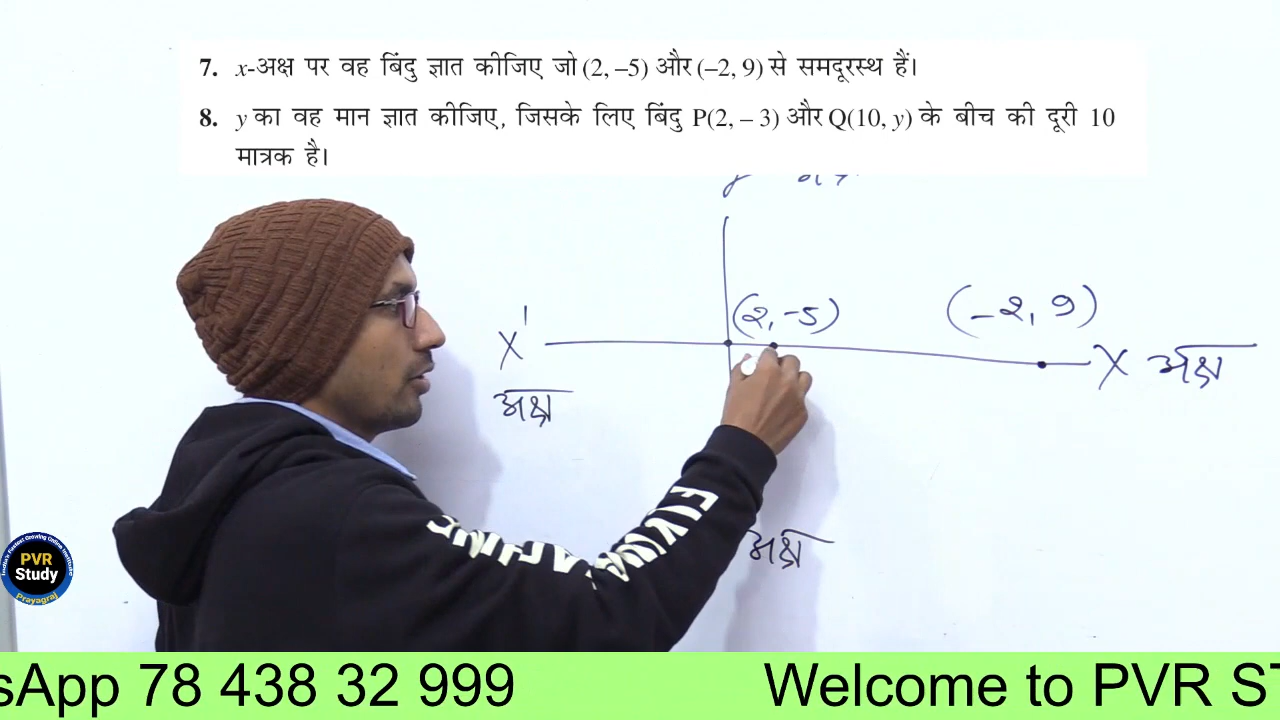 7. x-अक्ष पर वह बिंदु ज्ञात कीजिए जो (2, –5) और (–2, 9) से समदूरस्थ हैं।
8. y का वह मान ज्ञात कीजिए, जिसके लिए बिंदु P(2, – 3) और Q(10, y) के बीच की दूरी 10
मात्रक है।
(2, -5) (-2, 9)
X' X अक्ष
अक्ष
अक्ष
PVR
Study
Prayagraj
sApp 78 438 32 999 Welcome to PVR ST